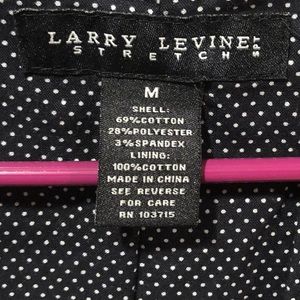 LARRY LEVINE
STRETCH
M
SHELL:
69%COTTON
28%POLYESTER
3%SPANDEX
LINING:
100%COTTON
MADE IN CHINA
SEE REVERSE
FOR CARE
RN 103715